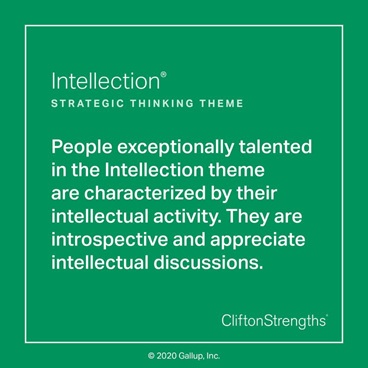 Intellection®
STRATEGIC THINKING THEME
People exceptionally talented
in the Intellection theme
are characterized by their
intellectual activity. They are
introspective and appreciate
intellectual discussions.
CliftonStrengths®
© 2020 Gallup, Inc.